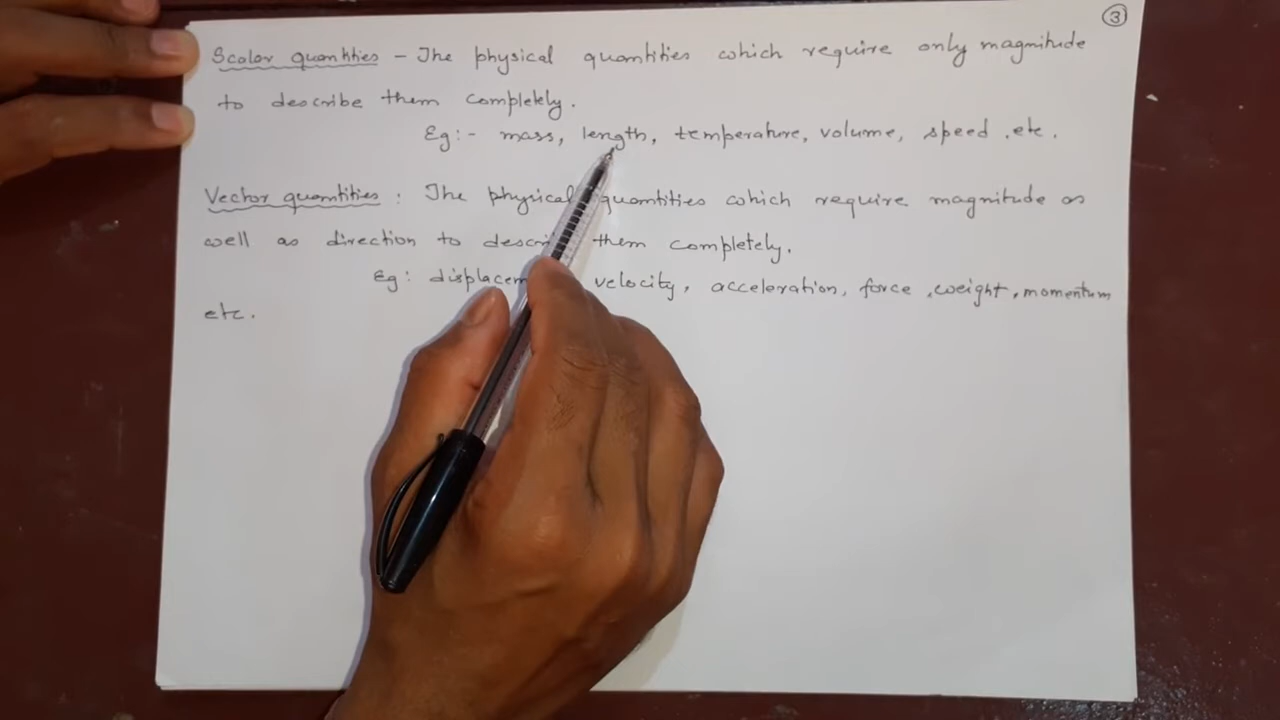 3
Scalar quantities - The physical quantities which require only magnitude
to describe them completely.
Eg:- mass, length, temperature, volume, speed .etc.
Vector quantities : The physical quantities which require magnitude as
well as direction to describe them completely.
Eg: velocity, acceleration, force ,weight, momentum
etc.